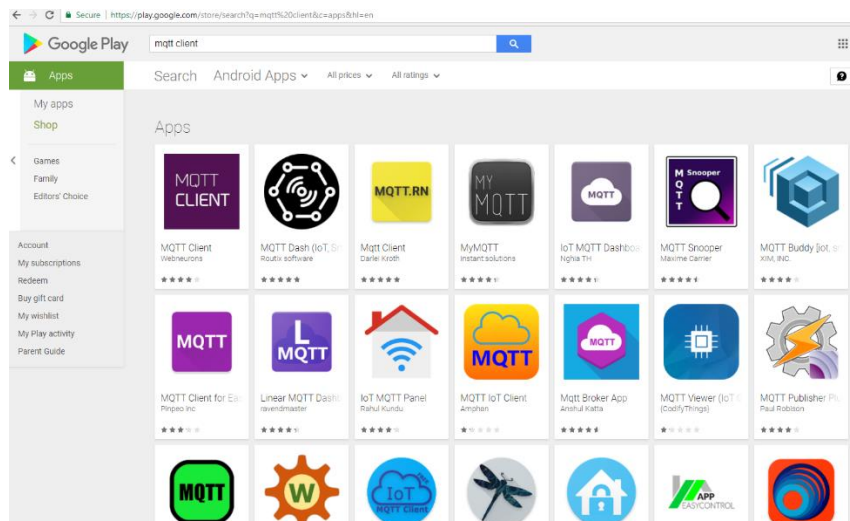 Secure | https://play.google.com/store/search?q=mqtt%20client&c=apps&hl=en
Google Play
mqtt client
Apps
Search Android Apps All prices All ratings
My apps
Shop
Games
Family
Editors' Choice
Account
My subscriptions
Redeem
Buy gift card
My wishlist
My Play activity
Parent Guide
Apps
MQTT
CLIENT
MQTT Client
Webneurons
MQTT Dash (IoT,
Routix software
MQTT.RN
Mqtt Client
Darlei Kroth
MY
MQTT
MyMQTT
instant:solutions
MQTT
IoT MQTT Dashboa
Nghia TH
M Snooper
Q
T
T
MQTT Snooper
Maxime Carrier
MQTT Buddy [iot,
XIM, INC.
MQTT
MQTT Client for Eas
Pinpeo Inc
L
MQTT
Linear MQTT Dash
ravendmaster
IoT MQTT Panel
Rahul Kundu
MQTT
MQTT IoT Client
Amphan
MQTT
Mqtt Broker App
Anshul Katta
MQTT Viewer (IoT
(CodifyThings)
MQTT Publisher
Paul Robison
MQTT
W
IoT
MQTT Client
APP
EASYCONTROL